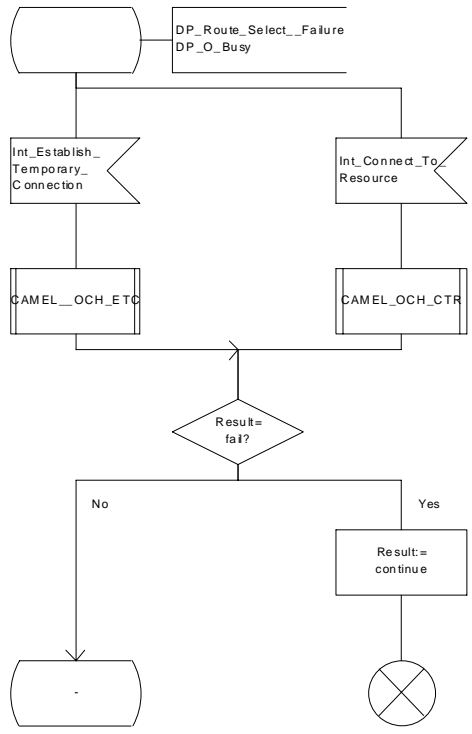 DP_Route_Select__Failure
DP_O_Busy
Int_Establish_
Temporary_
Connection
Int_Connect_To_
Resource
CAMEL__OCH_ETC
CAMEL_OCH_CTR
Result=
fail?
No
Yes
Result:=
continue
-